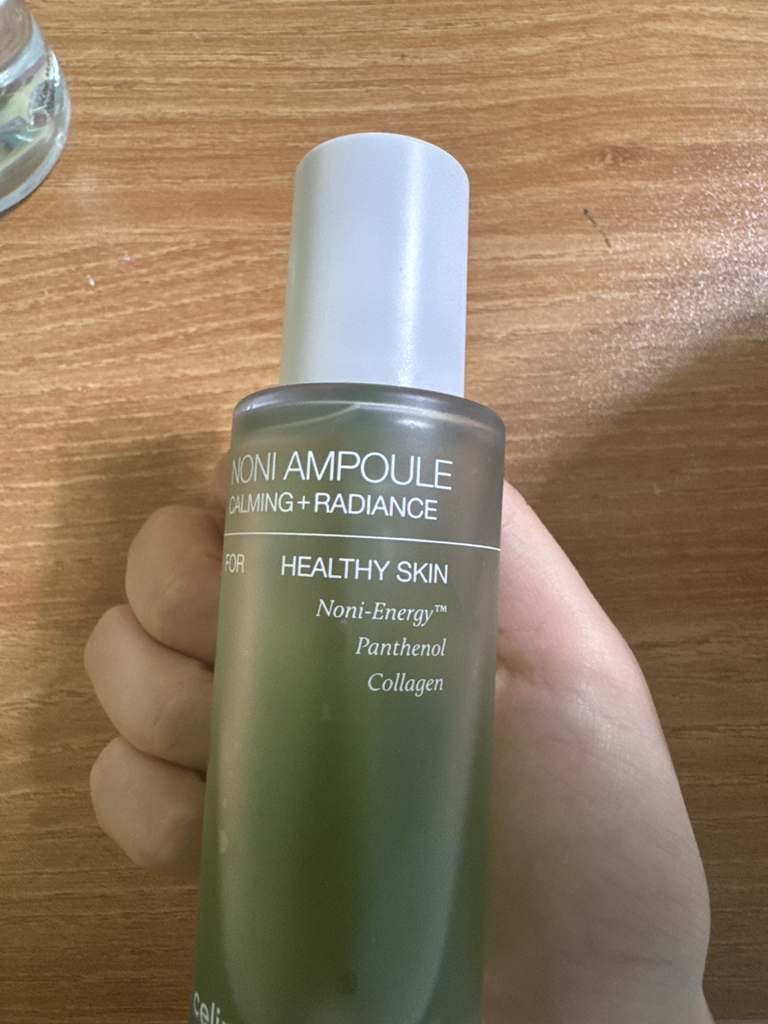 NONI AMPOULE
CALMING+RADIANCE
FOR HEALTHY SKIN
Noni-Energy™
Panthenol
Collagen